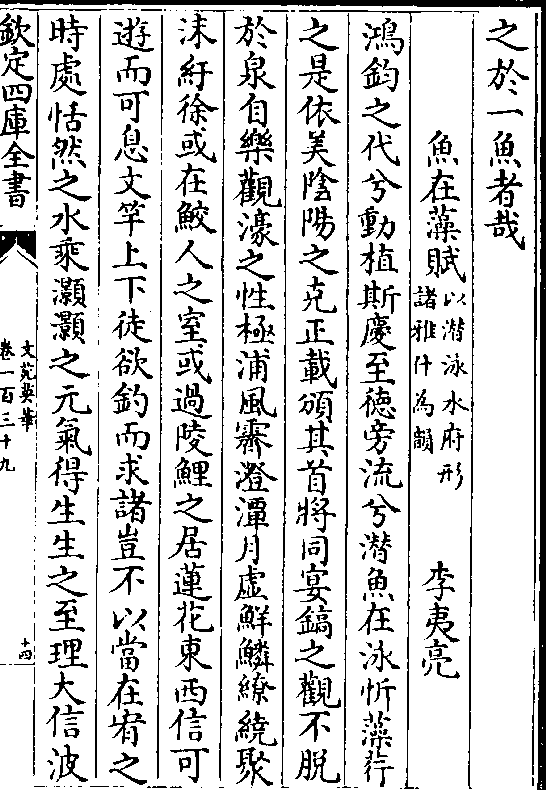 之於一魚者哉
魚在藻賦以潛泳水府形諸雅什為韻 李夷亮
鴻鈞之代兮動植斯慶至徳旁流兮潛魚在泳忻藻荇
之是依美陰陽之克正載頒其首將同宴鎬之觀不脫
於泉自樂觀濠之性極浦風霽澄潭月虛鮮鱗繚繞聚
沫紆徐或在鮫人之室或過陵鯉之居蓮花東西信可
遊而可息文竿上下徒欲釣而求諸豈不以當在宥之
時處恬然之水乘灝灝之元氣得生生之至理大信波
欽定四庫全書
文苑英華
卷一百三十九
十四